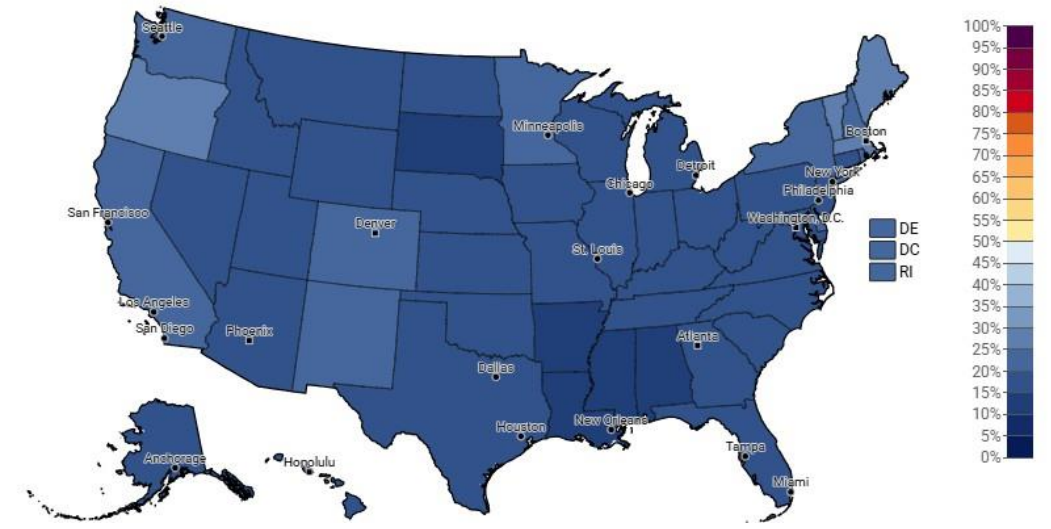 Seattle
Minneapolis
Boston
Detroit
Chicago
New York
Philadelphia
San Francisco
Denver
Washington, D.C.
St. Louis
Los Angeles
San Diego
Phoenix
Atlanta
Dallas
Houston
New Orleans
Tampa
Anchorage
Honolulu
Miami
DE
DC
RI
100%
95%
90%
85%
80%
75%
70%
65%
60%
55%
50%
45%
40%
35%
30%
25%
20%
15%
10%
5%
0%